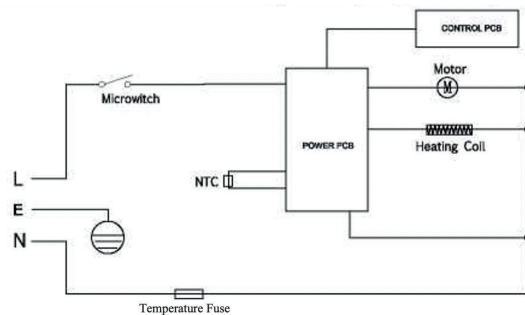 CONTROL PCB
Motor
M
Microwitch
POWER PCB
Heating Coil
NTC
L
E
N
Temperature Fuse